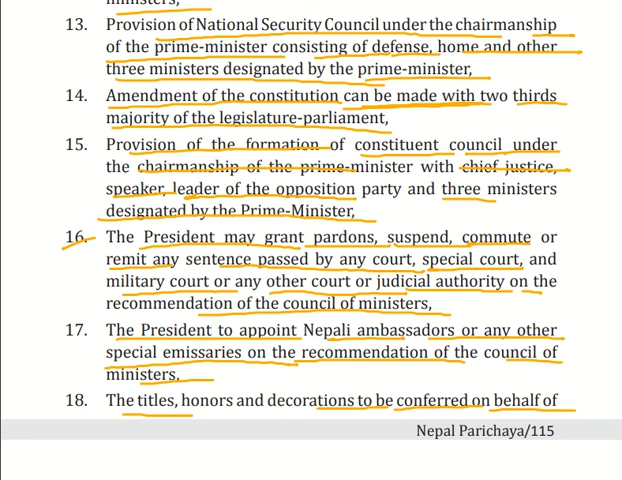 ministers,
13. Provision of National Security Council under the chairmanship
of the prime-minister consisting of defense, home and other
three ministers designated by the prime-minister,
14. Amendment of the constitution can be made with two thirds
majority of the legislature-parliament,
15. Provision of the formation of constituent council under
the chairmanship of the prime-minister with chief justice,
speaker, leader of the opposition party and three ministers
designated by the Prime-Minister,
16. The President may grant pardons, suspend, commute or
remit any sentence passed by any court, special court, and
military court or any other court or judicial authority on the
recommendation of the council of ministers,
17. The President to appoint Nepali ambassadors or any other
special emissaries on the recommendation of the council of
ministers,
18. The titles, honors and decorations to be conferred on behalf of
Nepal Parichaya/115